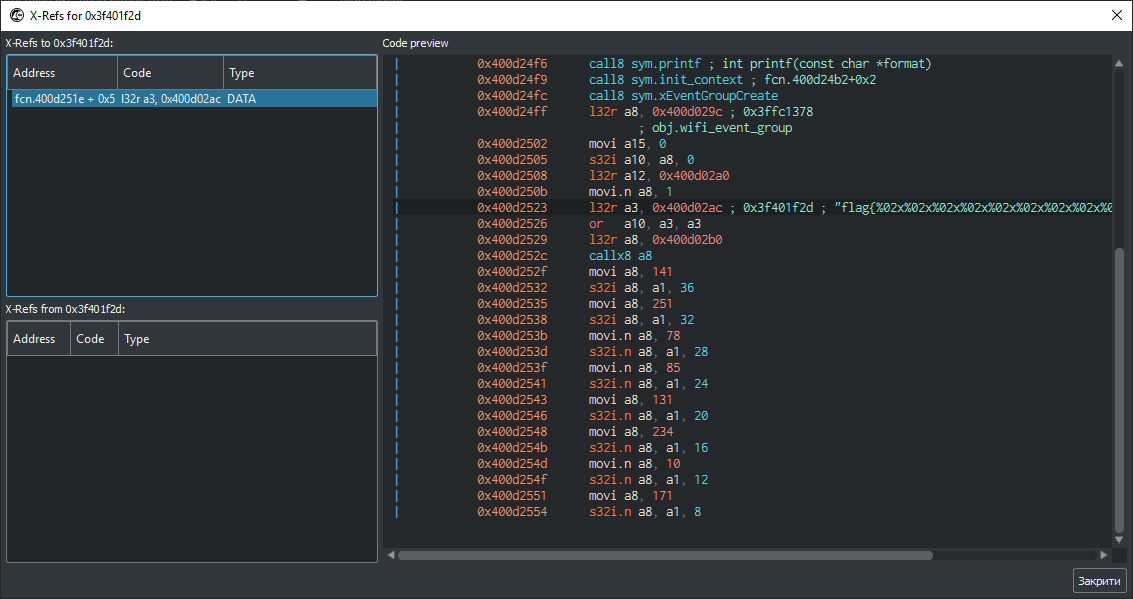 X-Refs for 0x3f401f2d
X-Refs to 0x3f401f2d:
Address Code Type
fcn.400d251e + 0x5 l32r a3, 0x400d02ac DATA
X-Refs from 0x3f401f2d:
Address Code Type
Code preview
0x400d24f6 call8 sym.printf ; int printf(const char *format)
0x400d24f9 call8 sym.init_context ; fcn.400d24b2+0x2
0x400d24fc call8 sym.xEventGroupCreate
0x400d24ff l32r a8, 0x400d029c ; 0x3ffc1378
; obj.wifi_event_group
0x400d2502 movi a15, 0
0x400d2505 s32i a10, a8, 0
0x400d2508 l32r a12, 0x400d02a0
0x400d250b movi.n a8, 1
0x400d2523 l32r a3, 0x400d02ac ; 0x3f401f2d ; "flag{%02x%02x%02x%02x%02x%02x%02x%02x%0
0x400d2526 or a10, a3, a3
0x400d2529 l32r a8, 0x400d02b0
0x400d252c callx8 a8
0x400d252f movi a8, 141
0x400d2532 s32i a8, a1, 36
0x400d2535 movi a8, 251
0x400d2538 s32i a8, a1, 32
0x400d253b movi.n a8, 78
0x400d253d s32i.n a8, a1, 28
0x400d253f movi.n a8, 85
0x400d2541 s32i.n a8, a1, 24
0x400d2543 movi a8, 131
0x400d2546 s32i.n a8, a1, 20
0x400d2548 movi a8, 234
0x400d254b s32i.n a8, a1, 16
0x400d254d movi.n a8, 10
0x400d254f s32i.n a8, a1, 12
0x400d2551 movi a8, 171
0x400d2554 s32i.n a8, a1, 8
Закрити